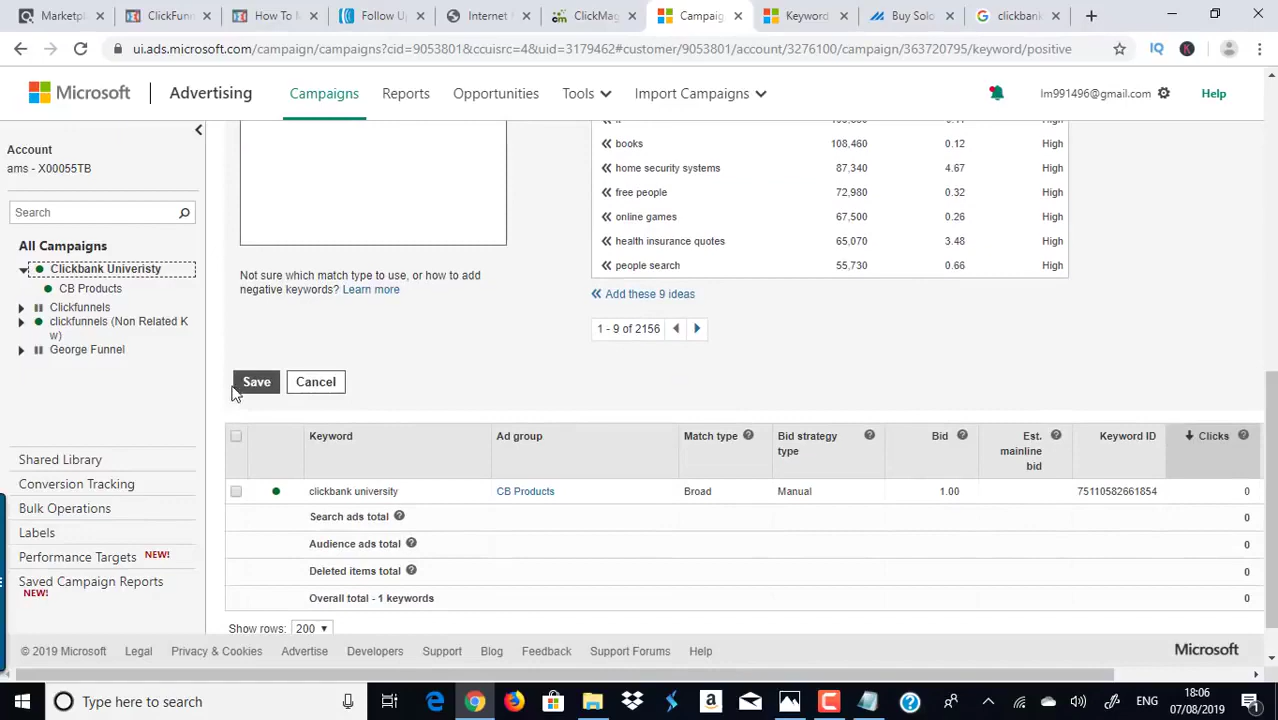 Marketpl
ClickFunn
How To M
Follow Up
Internet M
ClickMag
Campaig
Keyword
Buy Solo
clickbank
ui.ads.microsoft.com/campaign/campaigns?cid=9053801&ccuisrc=4&uid=3179462#customer/9053801/account/3276100/campaign/363720795/keyword/positive
Microsoft
Advertising
Campaigns
Reports
Opportunities
Tools
Import Campaigns
lm991496@gmail.com
Help
Account
ams - X00055TB
Search
All Campaigns
Clickbank Univeristy
CB Products
Clickfunnels
clickfunnels (Non Related K
w)
George Funnel
Shared Library
Conversion Tracking
Bulk Operations
Labels
Performance Targets NEW!
Saved Campaign Reports
NEW!
books 108,460 0.12 High
home security systems 87,340 4.67 High
free people 72,980 0.32 High
online games 67,500 0.26 High
health insurance quotes 65,070 3.48 High
people search 55,730 0.66 High
Not sure which match type to use, or how to add
negative keywords? Learn more
Add these 9 ideas
1 - 9 of 2156
Save Cancel
Keyword Ad group Match type Bid strategy type Bid Est. mainline bid Keyword ID Clicks
clickbank university CB Products Broad Manual 1.00 75110582661854 0
Search ads total 0
Audience ads total 0
Deleted items total 0
Overall total - 1 keywords 0
Show rows: 200
© 2019 Microsoft Legal Privacy & Cookies Advertise Developers Support Blog Feedback Support Forums Help Microsoft
Type here to search
ENG
18:06
07/08/2019